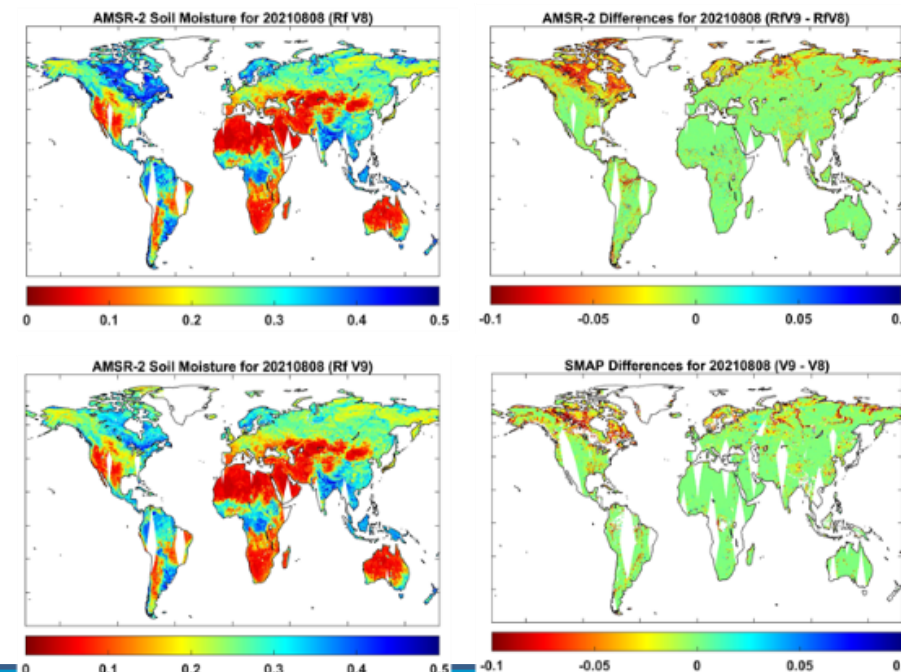 AMSR-2 Soil Moisture for 20210808 (Rf V8)
0 0.1 0.2 0.3 0.4 0.5
AMSR-2 Differences for 20210808 (RfV9 - RfV8)
-0.1 -0.05 0 0.05 0.
AMSR-2 Soil Moisture for 20210808 (Rf V9)
0 0.1 0.2 0.3 0.4 0.5
SMAP Differences for 20210808 (V9 - V8)
-0.1 -0.05 0 0.05 0.